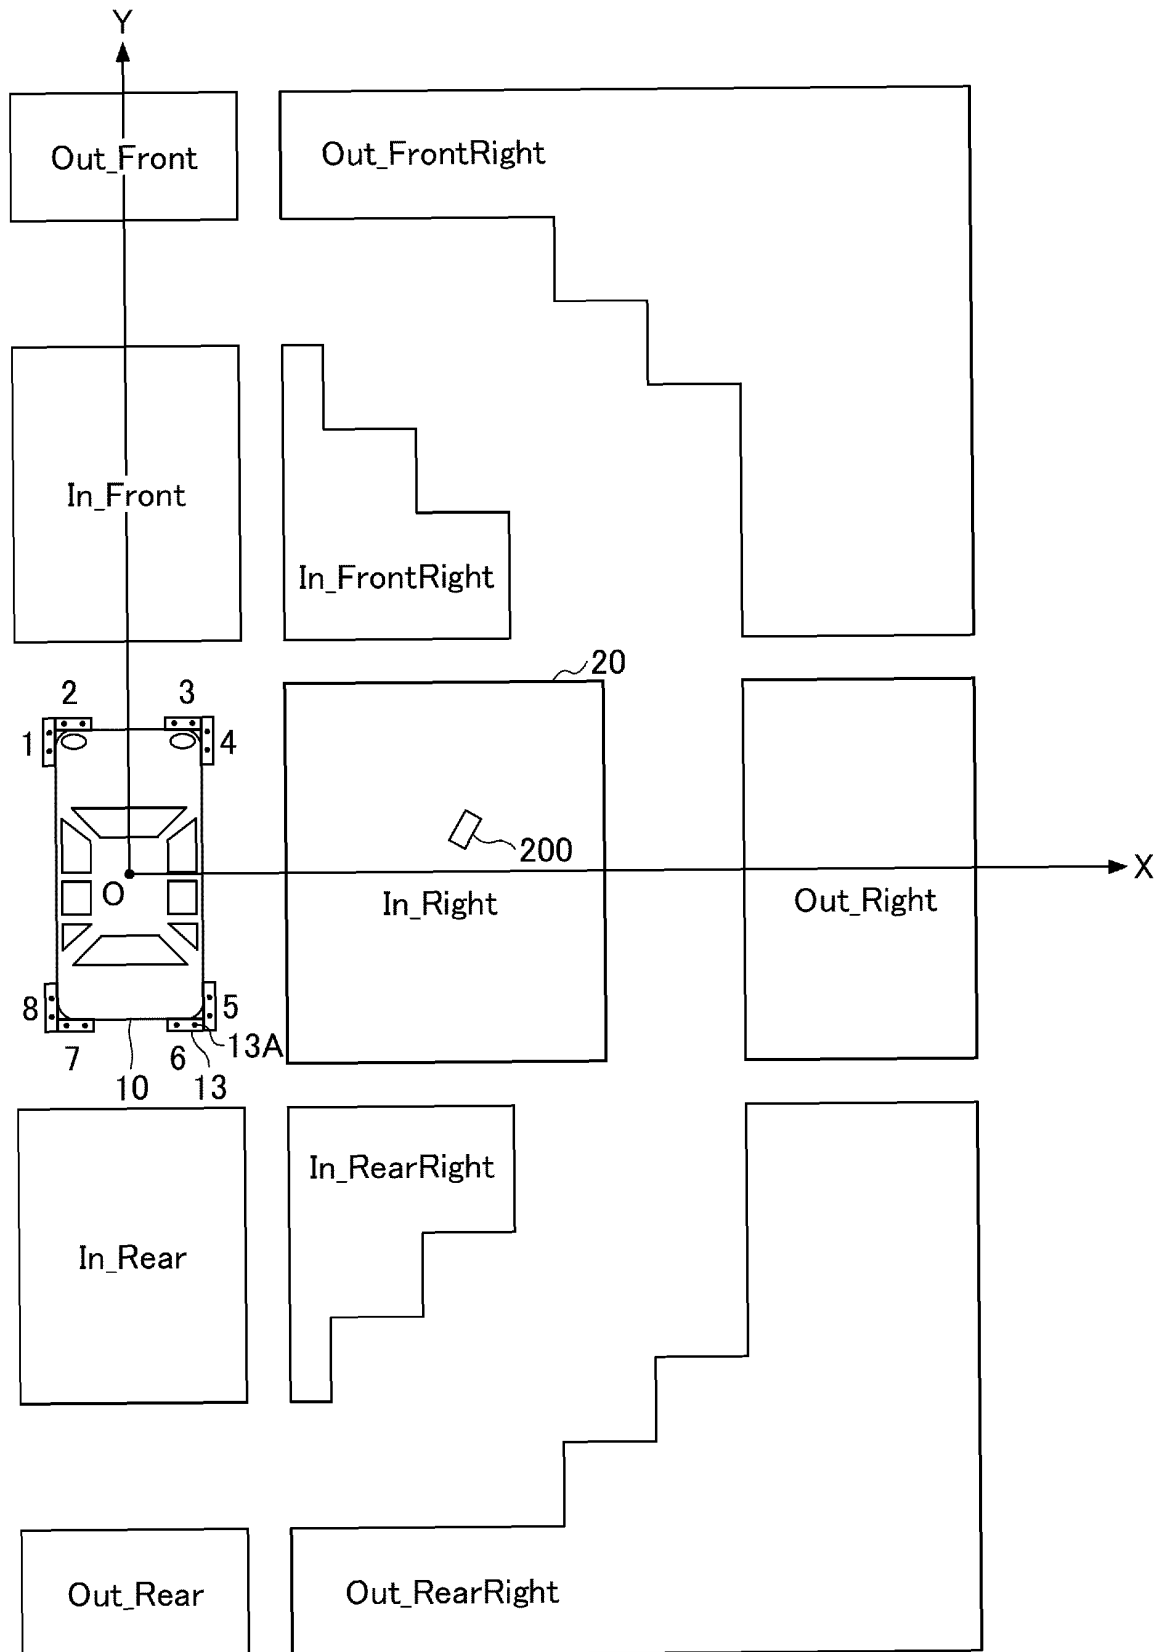 Y
Out_Front
Out_FrontRight
In_Front
In_FrontRight
20
2
3
1
4
200
X
O
In_Right
Out_Right
8
5
7
6
13A
10
13
In_RearRight
In_Rear
Out_Rear
Out_RearRight